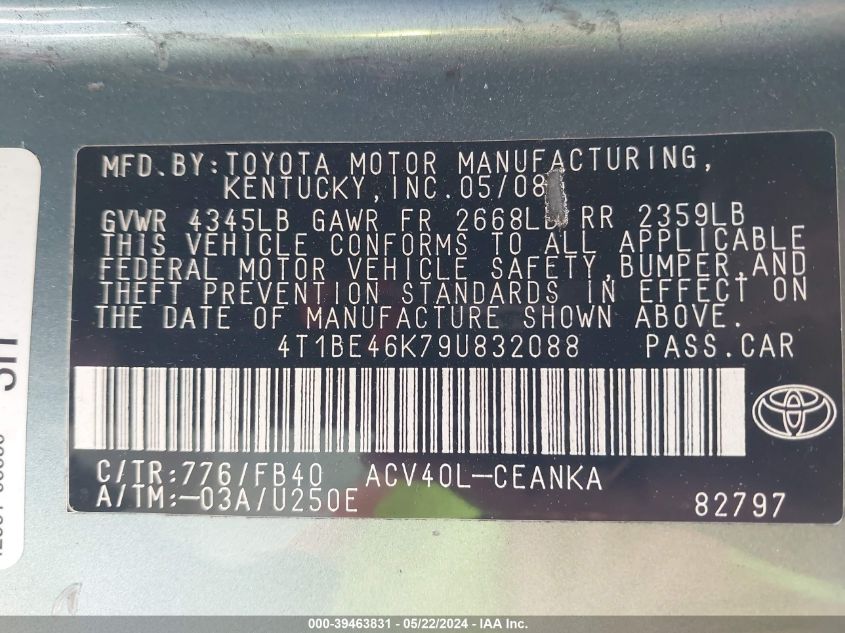 MFD.BY:TOYOTA MOTOR MANUFACTURING,
KENTUCKY,INC.05/08
GVWR 4345LB GAWR FR 2668LB RR 2359LB
THIS VEHICLE CONFORMS TO ALL APPLICABLE
FEDERAL MOTOR VEHICLE SAFETY,BUMPER,AND
THEFT PREVENTION STANDARDS IN EFFECT ON
THE DATE OF MANUFACTURE SHOWN ABOVE.
4T1BE46K79U832088 PASS.CAR
C/TR:776/FB40 ACV40L-CEANKA
A/TM:-03A/U250E
82797
000-39463831 - 05/22/2024 - IAA Inc.